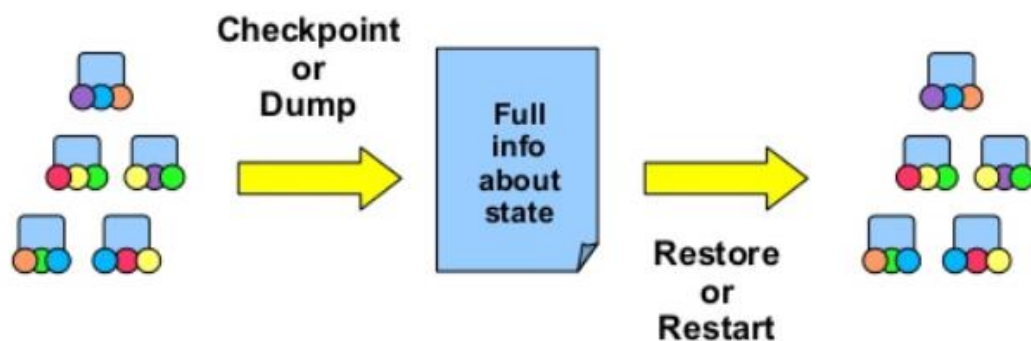 Checkpoint
or
Dump
Full
info
about
state
Restore
or
Restart